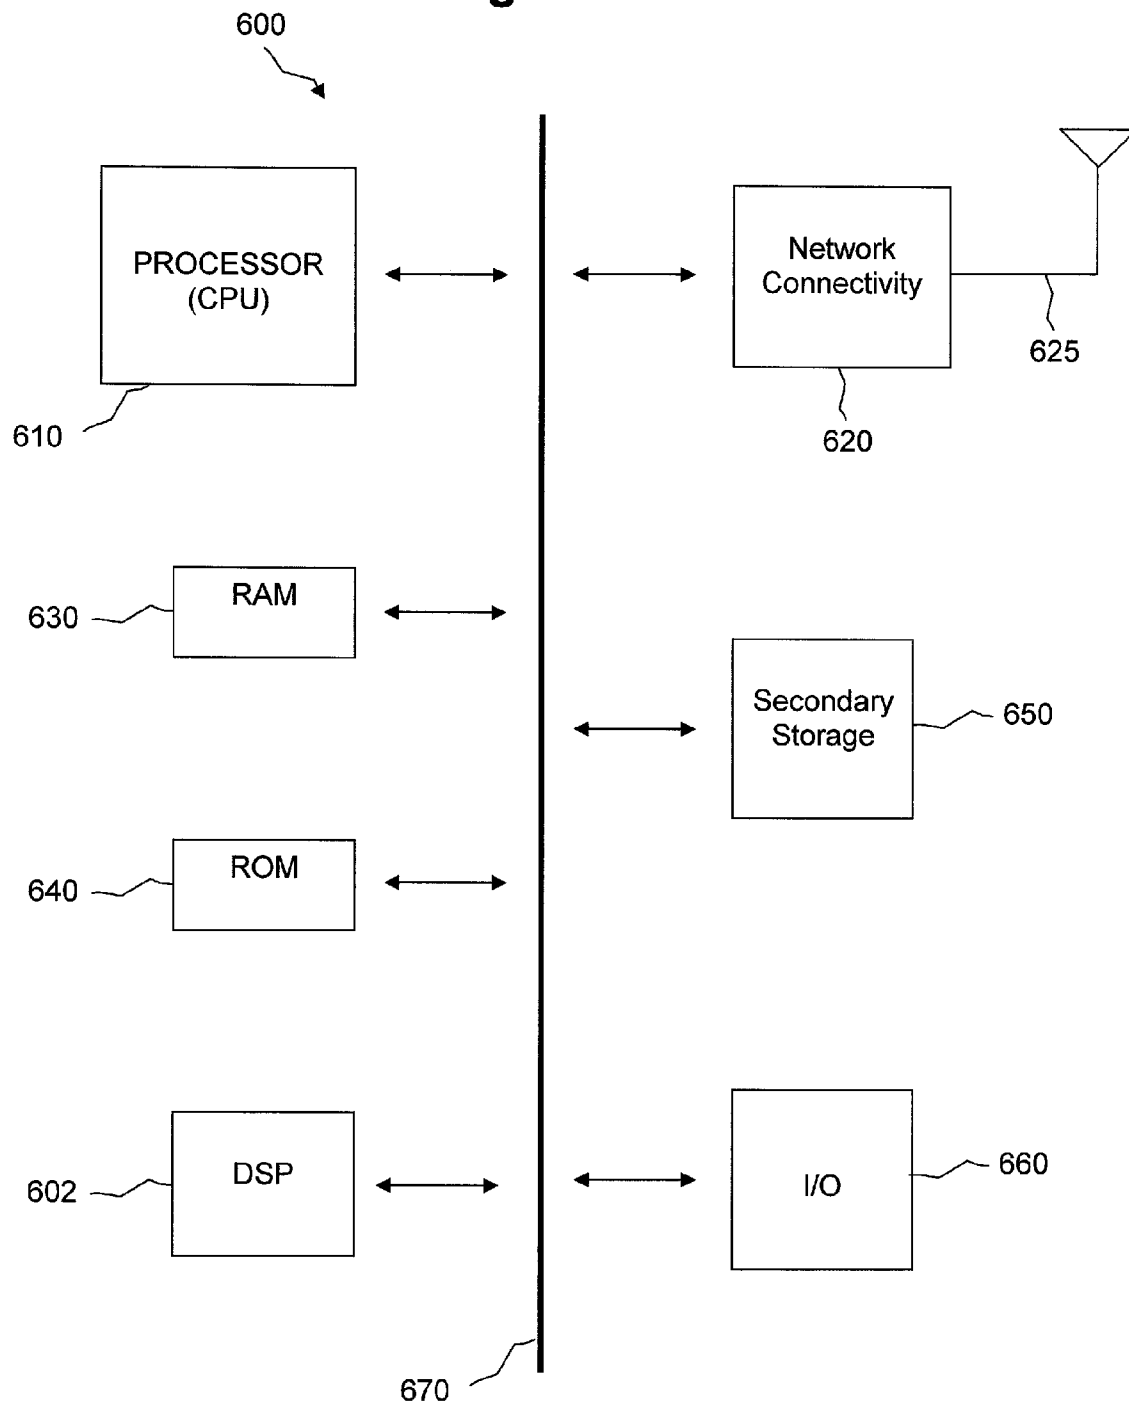 600
PROCESSOR
(CPU)
610
Network
Connectivity
625
620
RAM
630
Secondary
Storage
650
ROM
640
DSP
602
I/O
660
670